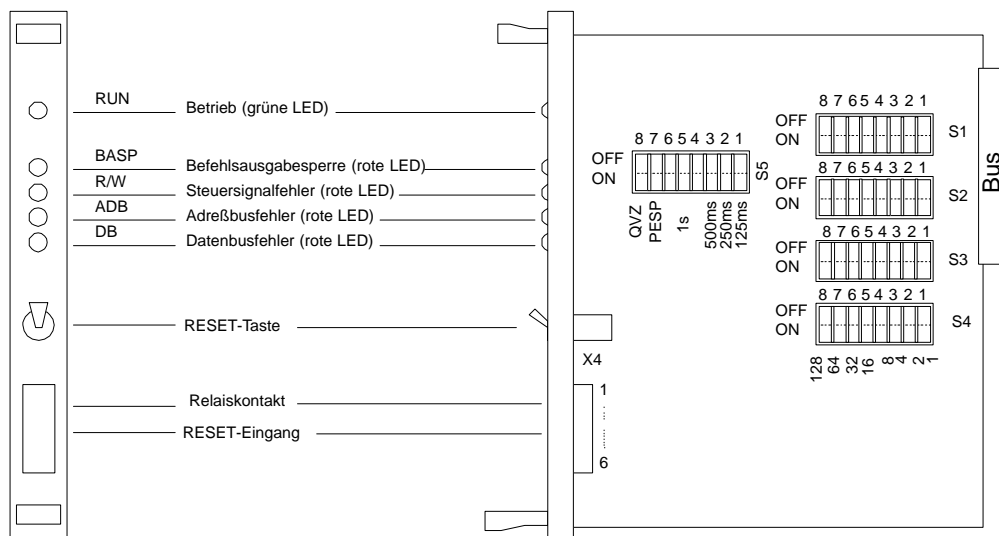 RUN
Betrieb (grüne LED)
BASP
Befehlsausgabesperre (rote LED)
R/W
Steuersignalfehler (rote LED)
ADB
Adreßbusfehler (rote LED)
DB
Datenbusfehler (rote LED)
RESET-Taste
Relaiskontakt
RESET-Eingang
X4
1
6
8 7 6 5 4 3 2 1
OFF
ON
S5
QVZ
PESP
1s
500ms
250ms
125ms
8 7 6 5 4 3 2 1
OFF
ON
S1
8 7 6 5 4 3 2 1
OFF
ON
S2
8 7 6 5 4 3 2 1
OFF
ON
S3
8 7 6 5 4 3 2 1
OFF
ON
S4
128
64
32
16
8
4
2
1
Bus